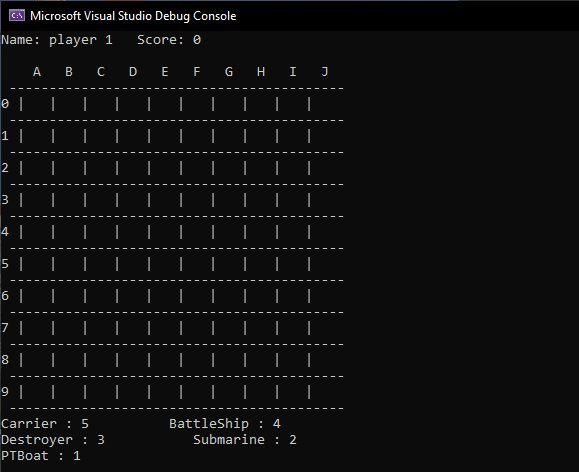 Microsoft Visual Studio Debug Console
Name: player 1   Score: 0
    A   B   C   D   E   F   G   H   I   J
 ------------------------------------------
0 |   |   |   |   |   |   |   |   |   |
 ------------------------------------------
1 |   |   |   |   |   |   |   |   |   |
 ------------------------------------------
2 |   |   |   |   |   |   |   |   |   |
 ------------------------------------------
3 |   |   |   |   |   |   |   |   |   |
 ------------------------------------------
4 |   |   |   |   |   |   |   |   |   |
 ------------------------------------------
5 |   |   |   |   |   |   |   |   |   |
 ------------------------------------------
6 |   |   |   |   |   |   |   |   |   |
 ------------------------------------------
7 |   |   |   |   |   |   |   |   |   |
 ------------------------------------------
8 |   |   |   |   |   |   |   |   |   |
 ------------------------------------------
9 |   |   |   |   |   |   |   |   |   |
 ------------------------------------------
Carrier : 5          BattleShip : 4
Destroyer : 3           Submarine : 2
PTBoat : 1